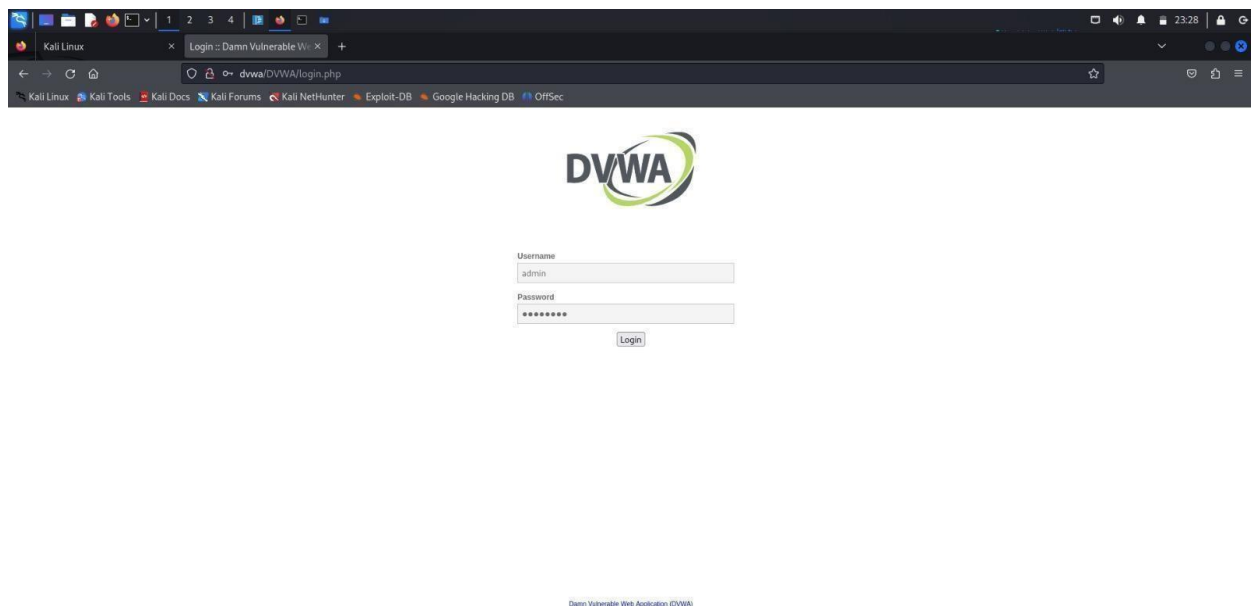 1 2 3 4
23:28
Kali Linux
Login :: Damn Vulnerable We
dvwa/DVWA/login.php
Kali Linux
Kali Tools
Kali Docs
Kali Forums
Kali NetHunter
Exploit-DB
Google Hacking DB
OffSec
DVWA
Username
admin
Password
Login
Damn Vulnerable Web Application (DVWA)